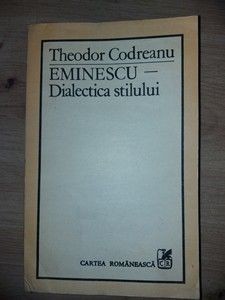 Theodor Codreanu
EMINESCU —
Dialectica stilului
CARTEA ROMÂNEASCĂ